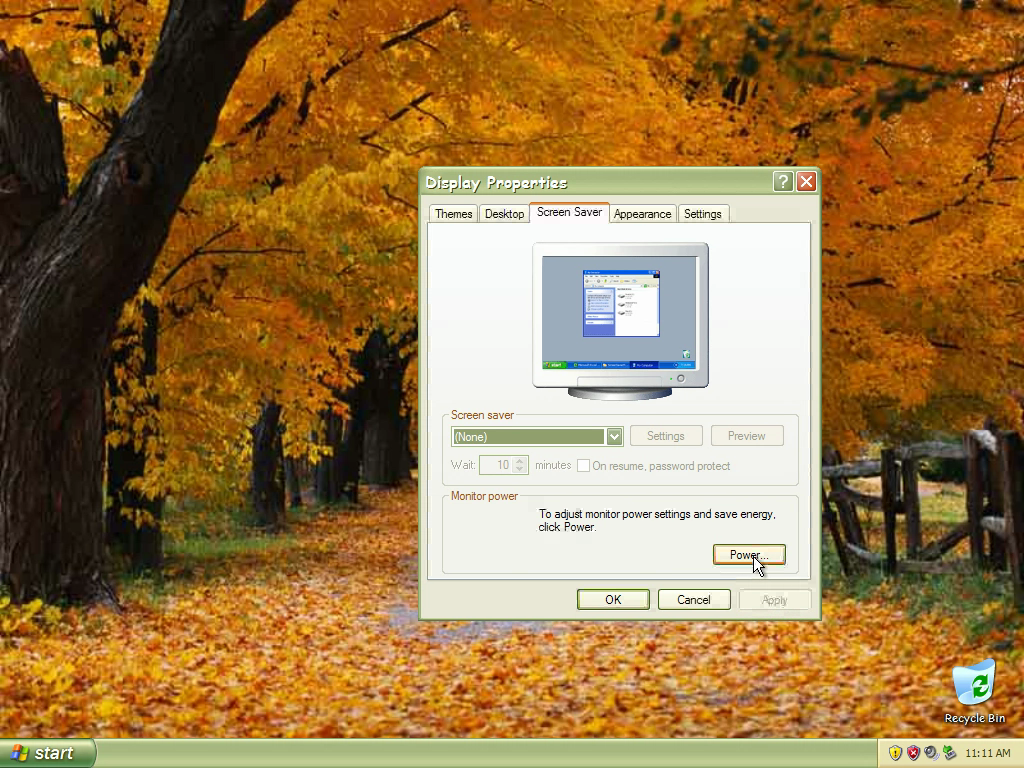 Display Properties
Themes Desktop Screen Saver Appearance Settings
start
Screen saver
(None) Settings Preview
Wait: 10 minutes On resume, password protect
Monitor power
To adjust monitor power settings and save energy,
click Power.
Power...
OK Cancel Apply
Recycle Bin
start 11:11 AM